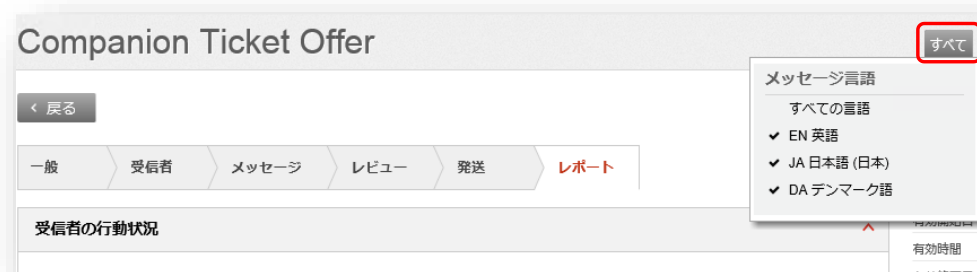 Companion Ticket Offer
すべて
メッセージ言語
すべての言語
EN 英語
JA 日本語 (日本)
DA デンマーク語
戻る
一般
受信者
メッセージ
レビュー
発送
レポート
受信者の行動状況
有効時間